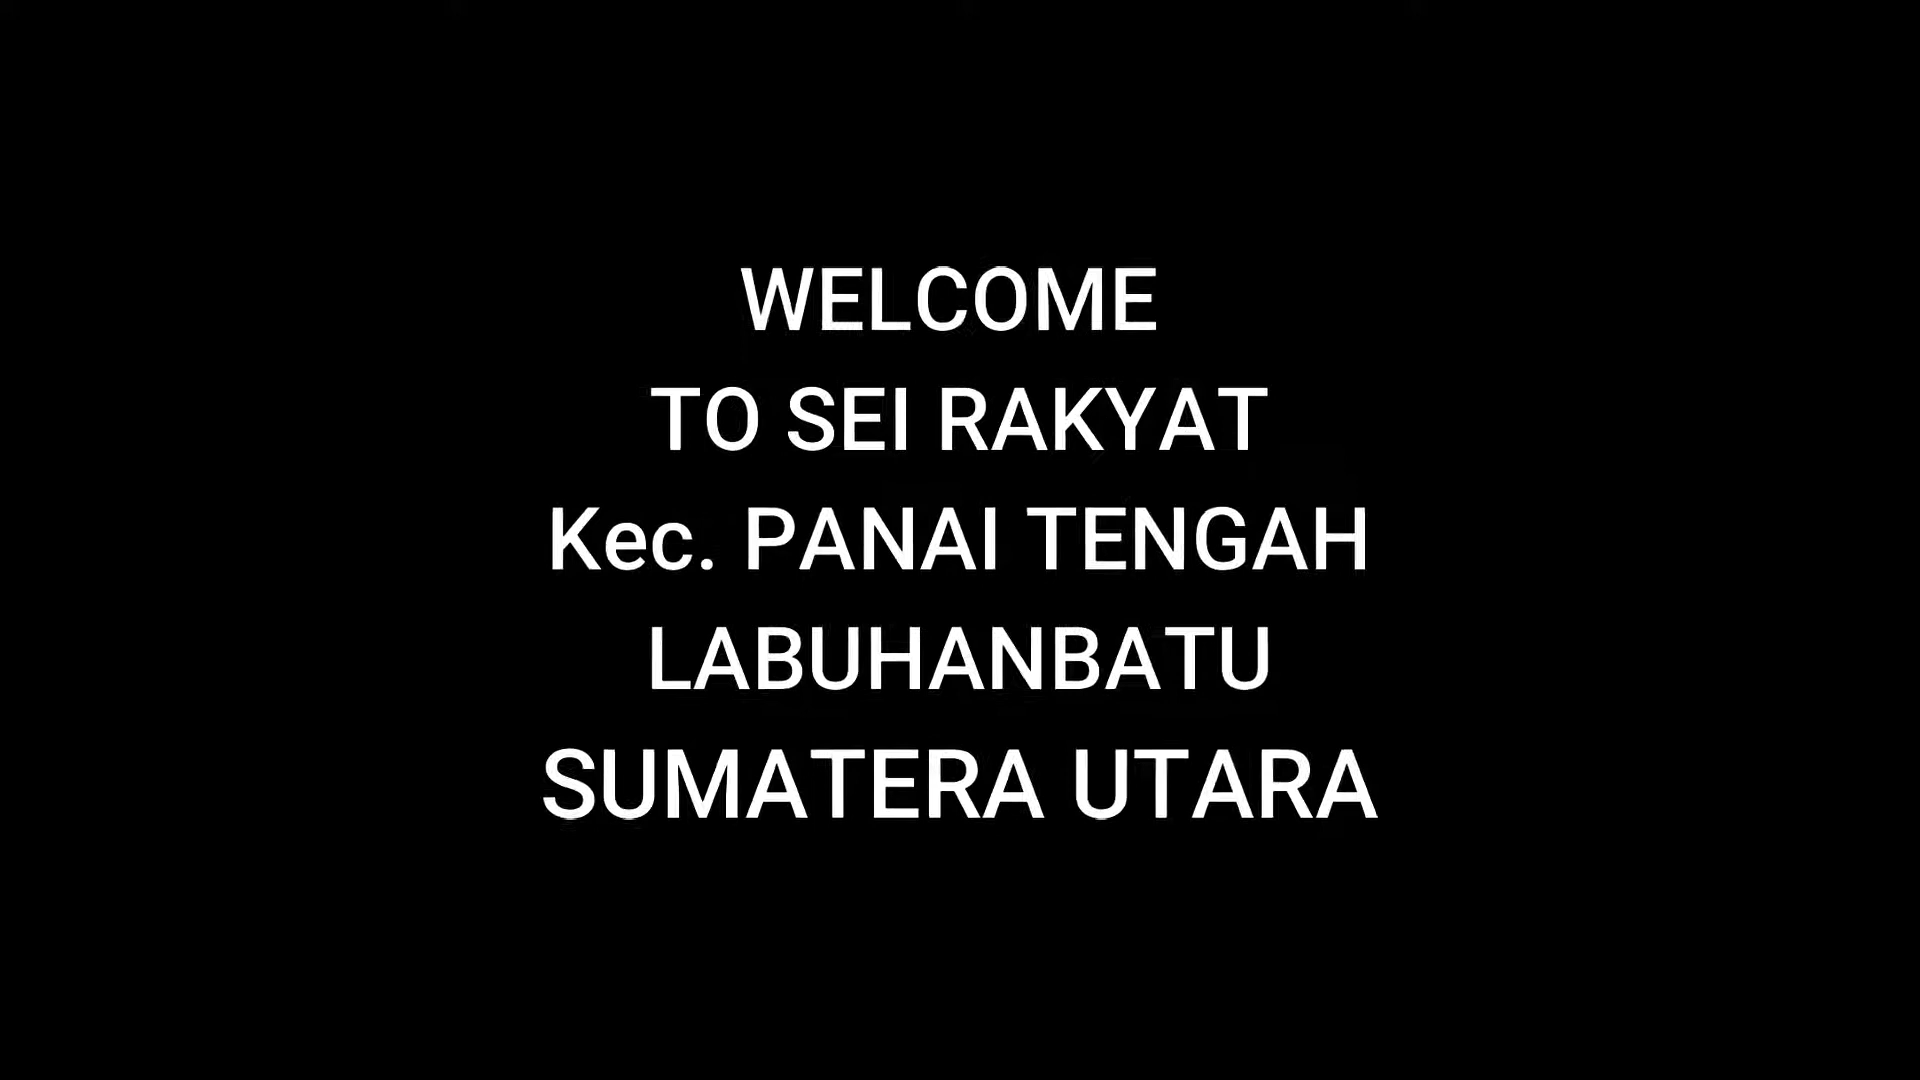 WELCOME
TO SEI RAKYAT
Kec. PANAI TENGAH
LABUHANBATU
SUMATERA UTARA